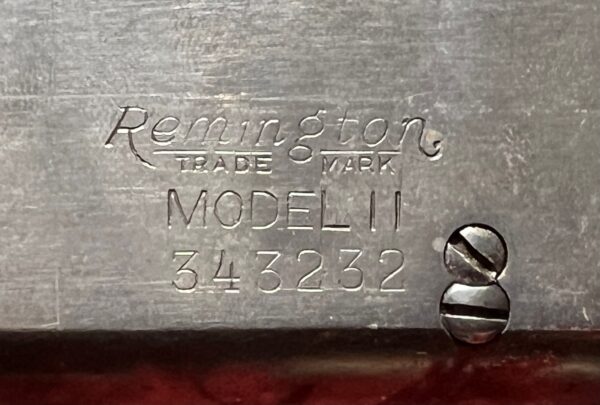 Remington
TRADE MARK
MODEL 11
343232